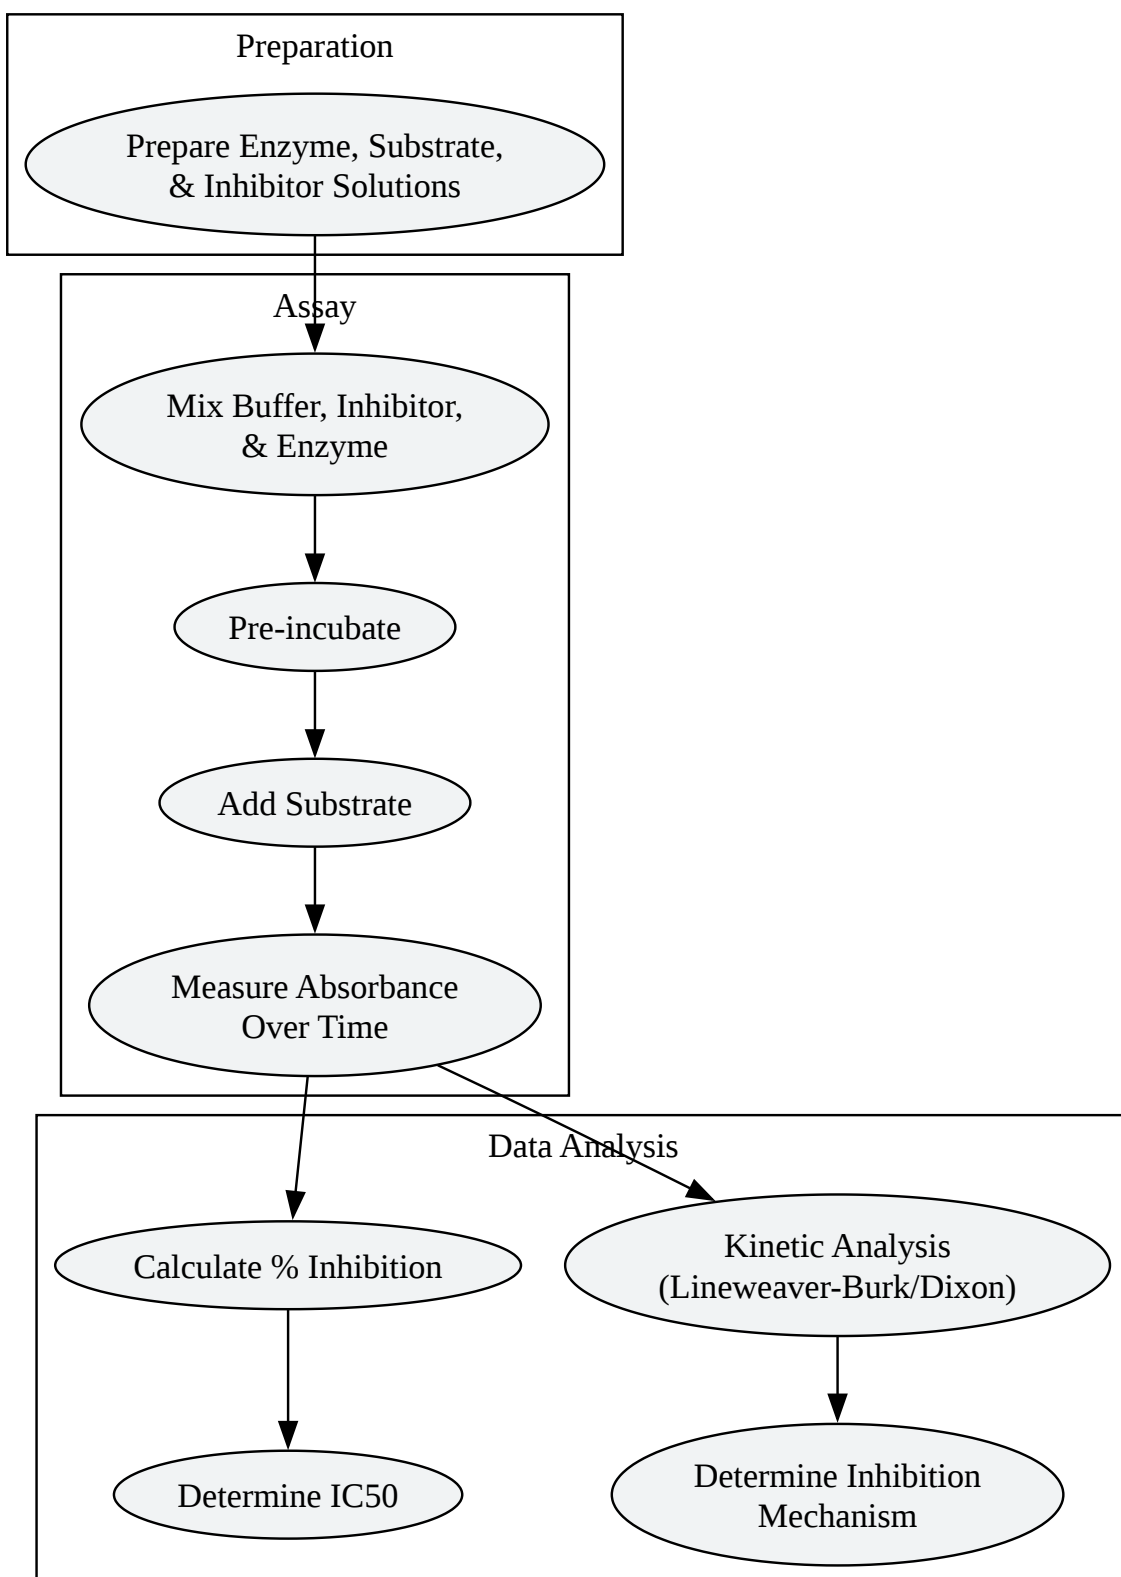 Preparation
Prepare Enzyme, Substrate,
& Inhibitor Solutions
Assay
Mix Buffer, Inhibitor,
& Enzyme
Pre-incubate
Add Substrate
Measure Absorbance
Over Time
Data Analysis
Calculate % Inhibition
Kinetic Analysis
(Lineweaver-Burk/Dixon)
Determine IC50
Determine Inhibition
Mechanism